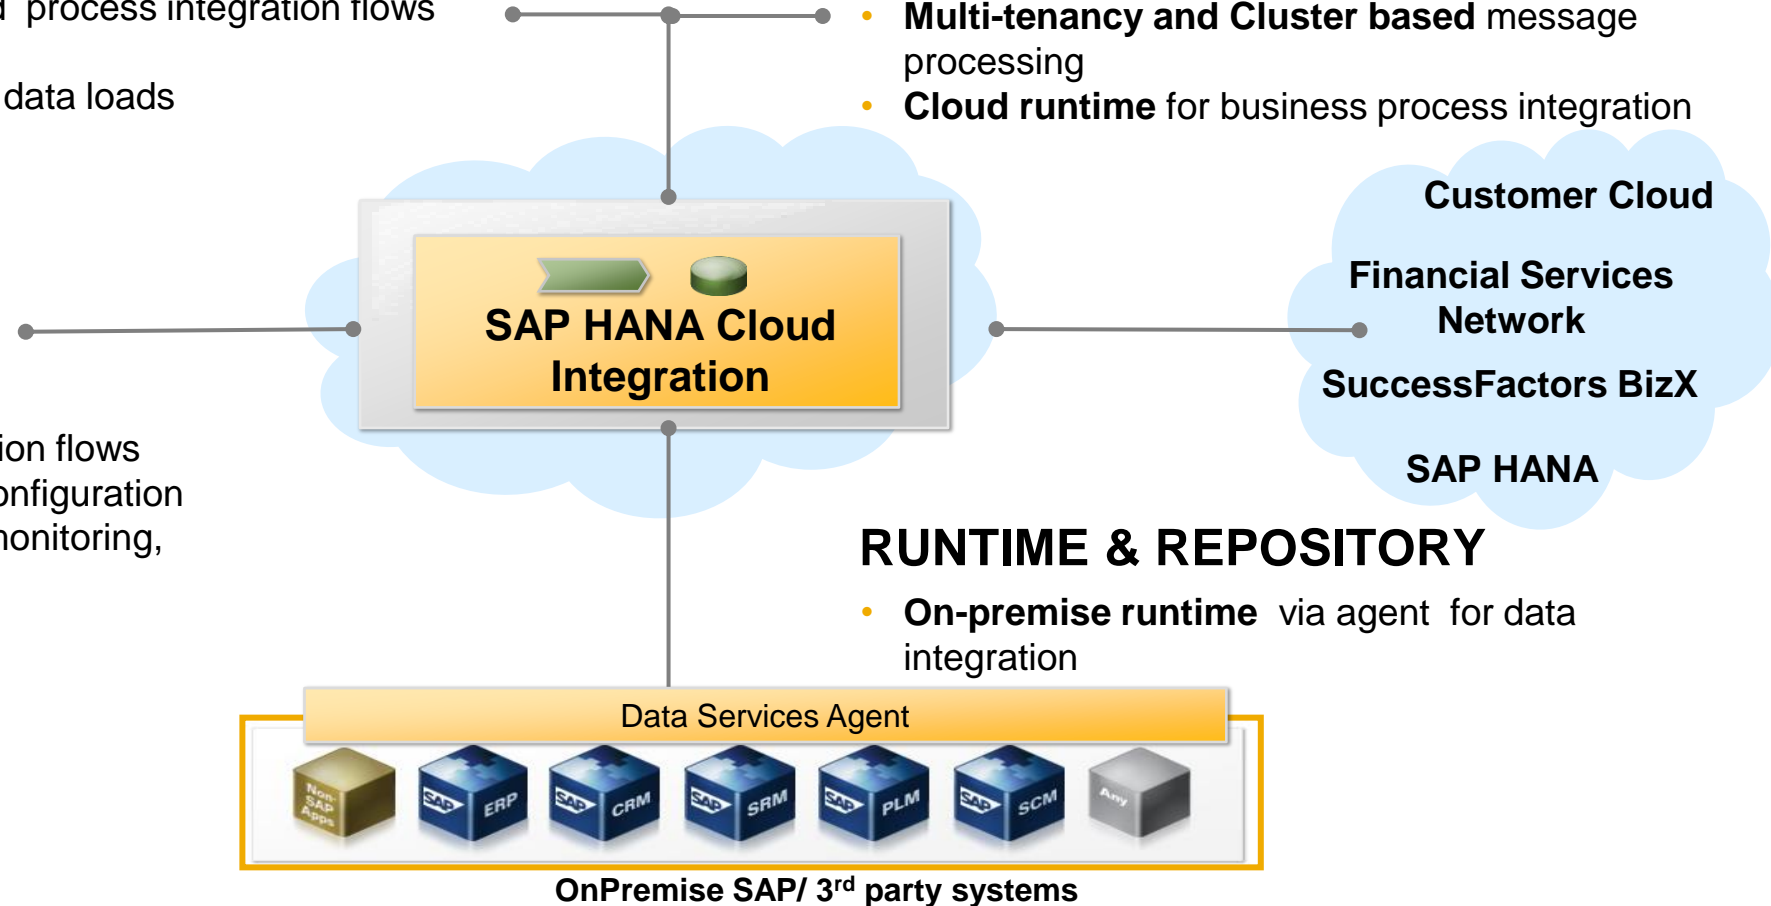 process integration flows
data loads
• Multi-tenancy and Cluster based message
processing
• Cloud runtime for business process integration
SAP HANA Cloud
Integration
Customer Cloud
Financial Services
Network
SuccessFactors BizX
SAP HANA
ion flows
onfiguration
monitoring,
RUNTIME & REPOSITORY
• On-premise runtime via agent for data
integration
Data Services Agent
Non-
SAP
Apps
SAP ERP
SAP CRM
SAP SRM
SAP PLM
SAP SCM
Any
OnPremise SAP/ 3rd party systems